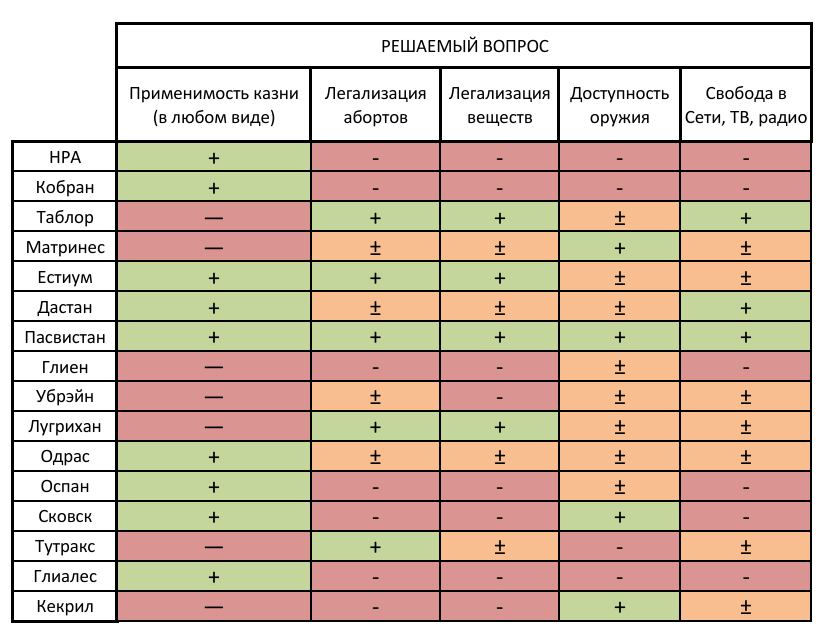 РЕШАЕМЫЙ ВОПРОС
Применимость казни (в любом виде) Легализация абортов Легализация веществ Доступность оружия Свобода в Сети, ТВ, радио
НРА + - - - -
Кобран + - - - -
Таблор — + + ± +
Матринес — ± ± + ±
Естиум + + + ± ±
Дастан + ± ± ± +
Пасвистан + + + + +
Глиен — - - ± -
Убрэйн — ± - ± ±
Лугрихан — + + ± ±
Одрас + ± ± ± ±
Оспан + - - ± -
Сковск + - - + -
Тутракс — + ± - ±
Глиалес + - - - -
Кекрил — - - + ±